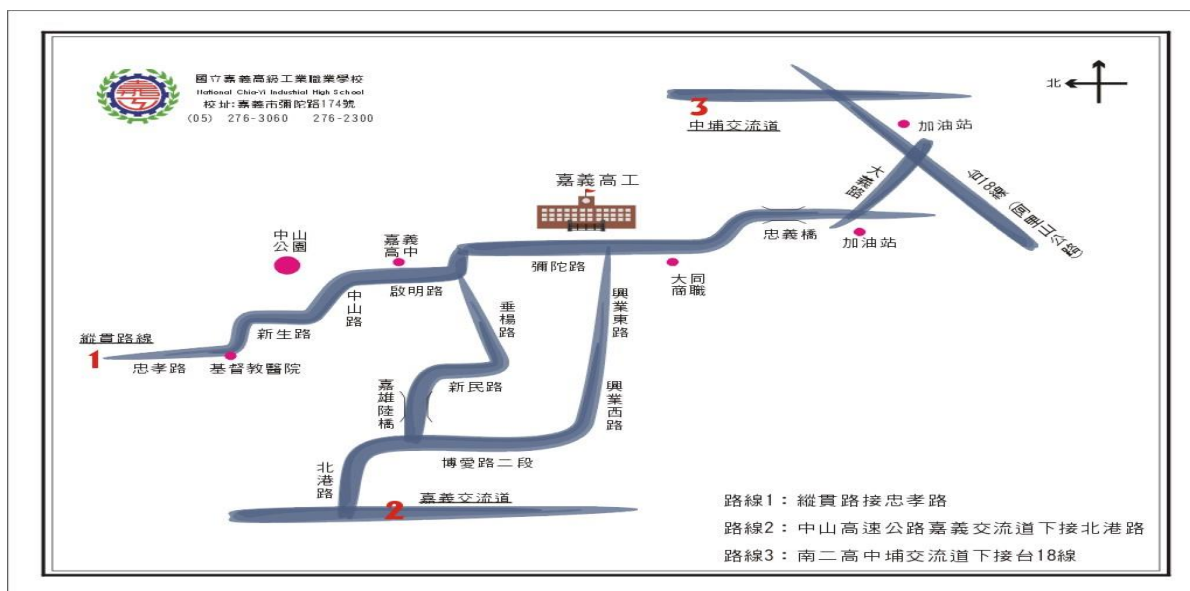 國立嘉義高級工業職業學校
National Chia-Yi Industrial High School
校址:嘉義市彌陀路174號
(05) 276-3060 276-2300
北
3
中埔交流道
加油站
大義路
台18線(阿里山公路)
嘉義高工
中山
公園
嘉義
高中
忠義橋
加油站
彌陀路
大同
商職
啟明路
中山路
垂楊路
興業東路
新生路
縱貫路線
1
忠孝路
基督教醫院
嘉雄陸橋
新民路
興業西路
北港路
博愛路二段
嘉義交流道
2
路線1：縱貫路接忠孝路
路線2：中山高速公路嘉義交流道下接北港路
路線3：南二高中埔交流道下接台18線